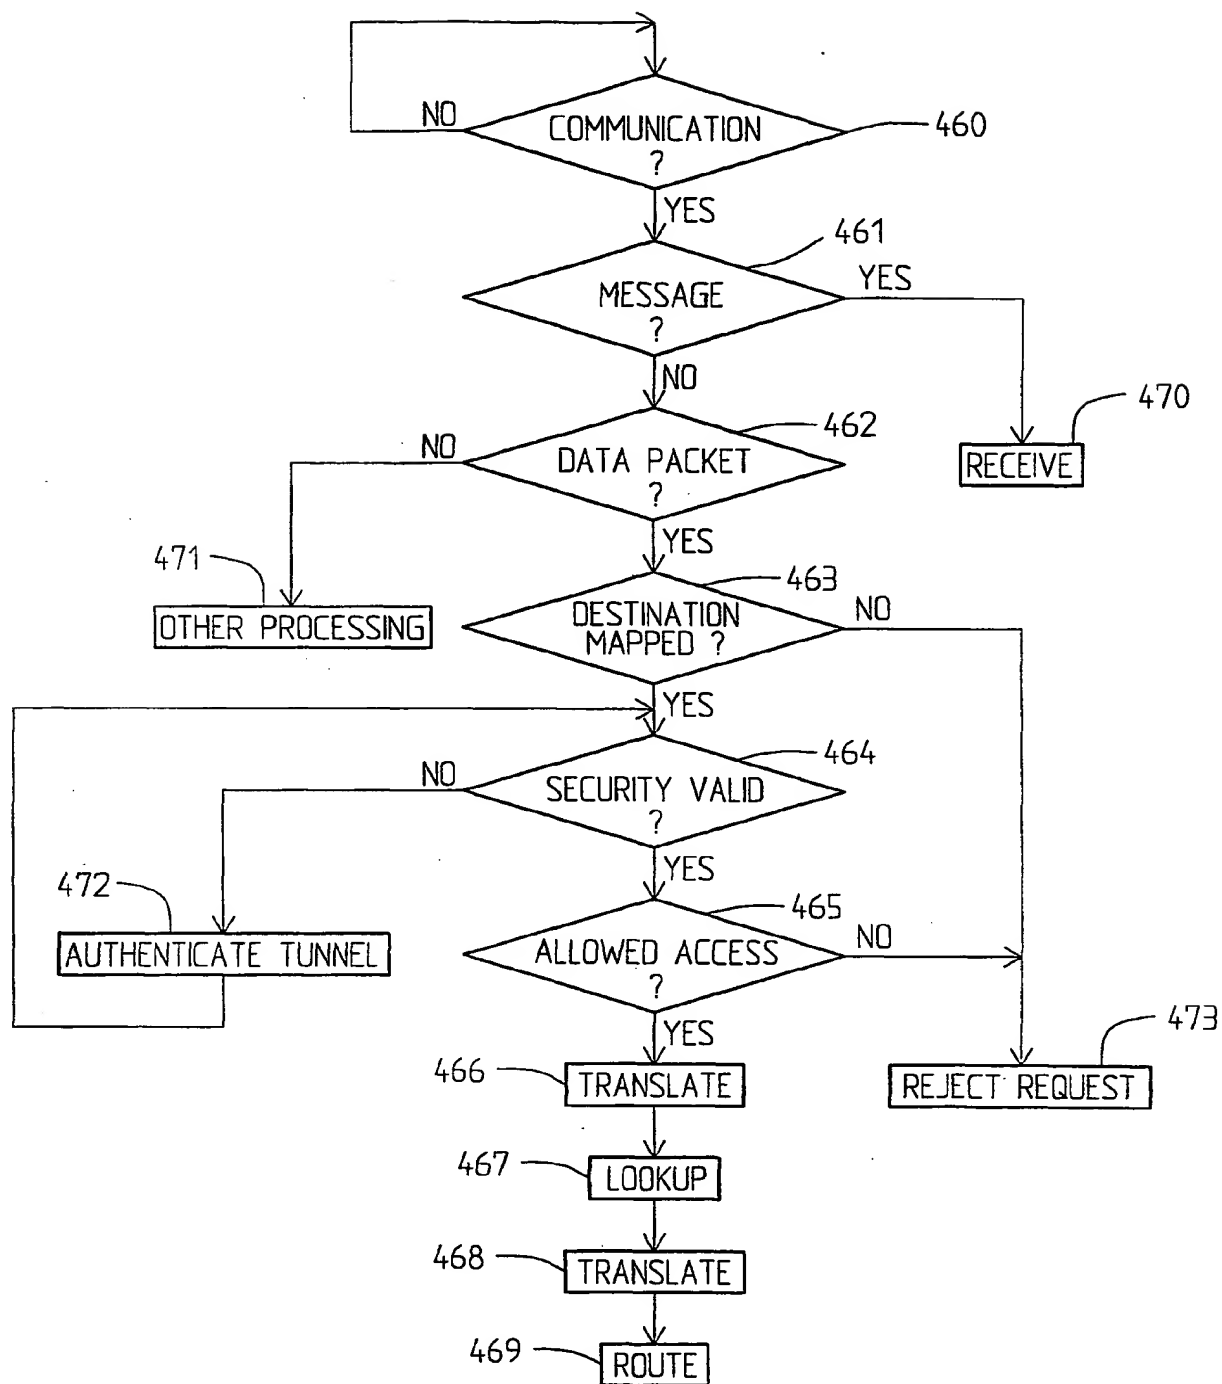 NO
COMMUNICATION
?
460
YES
461
MESSAGE
?
YES
NO
462
470
NO
DATA PACKET
?
RECEIVE
YES
471
463
OTHER PROCESSING
DESTINATION
MAPPED ?
NO
YES
464
NO
SECURITY VALID
?
YES
472
465
AUTHENTICATE TUNNEL
ALLOWED ACCESS
?
NO
YES
473
466
TRANSLATE
REJECT REQUEST
467
LOOKUP
468
TRANSLATE
469
ROUTE